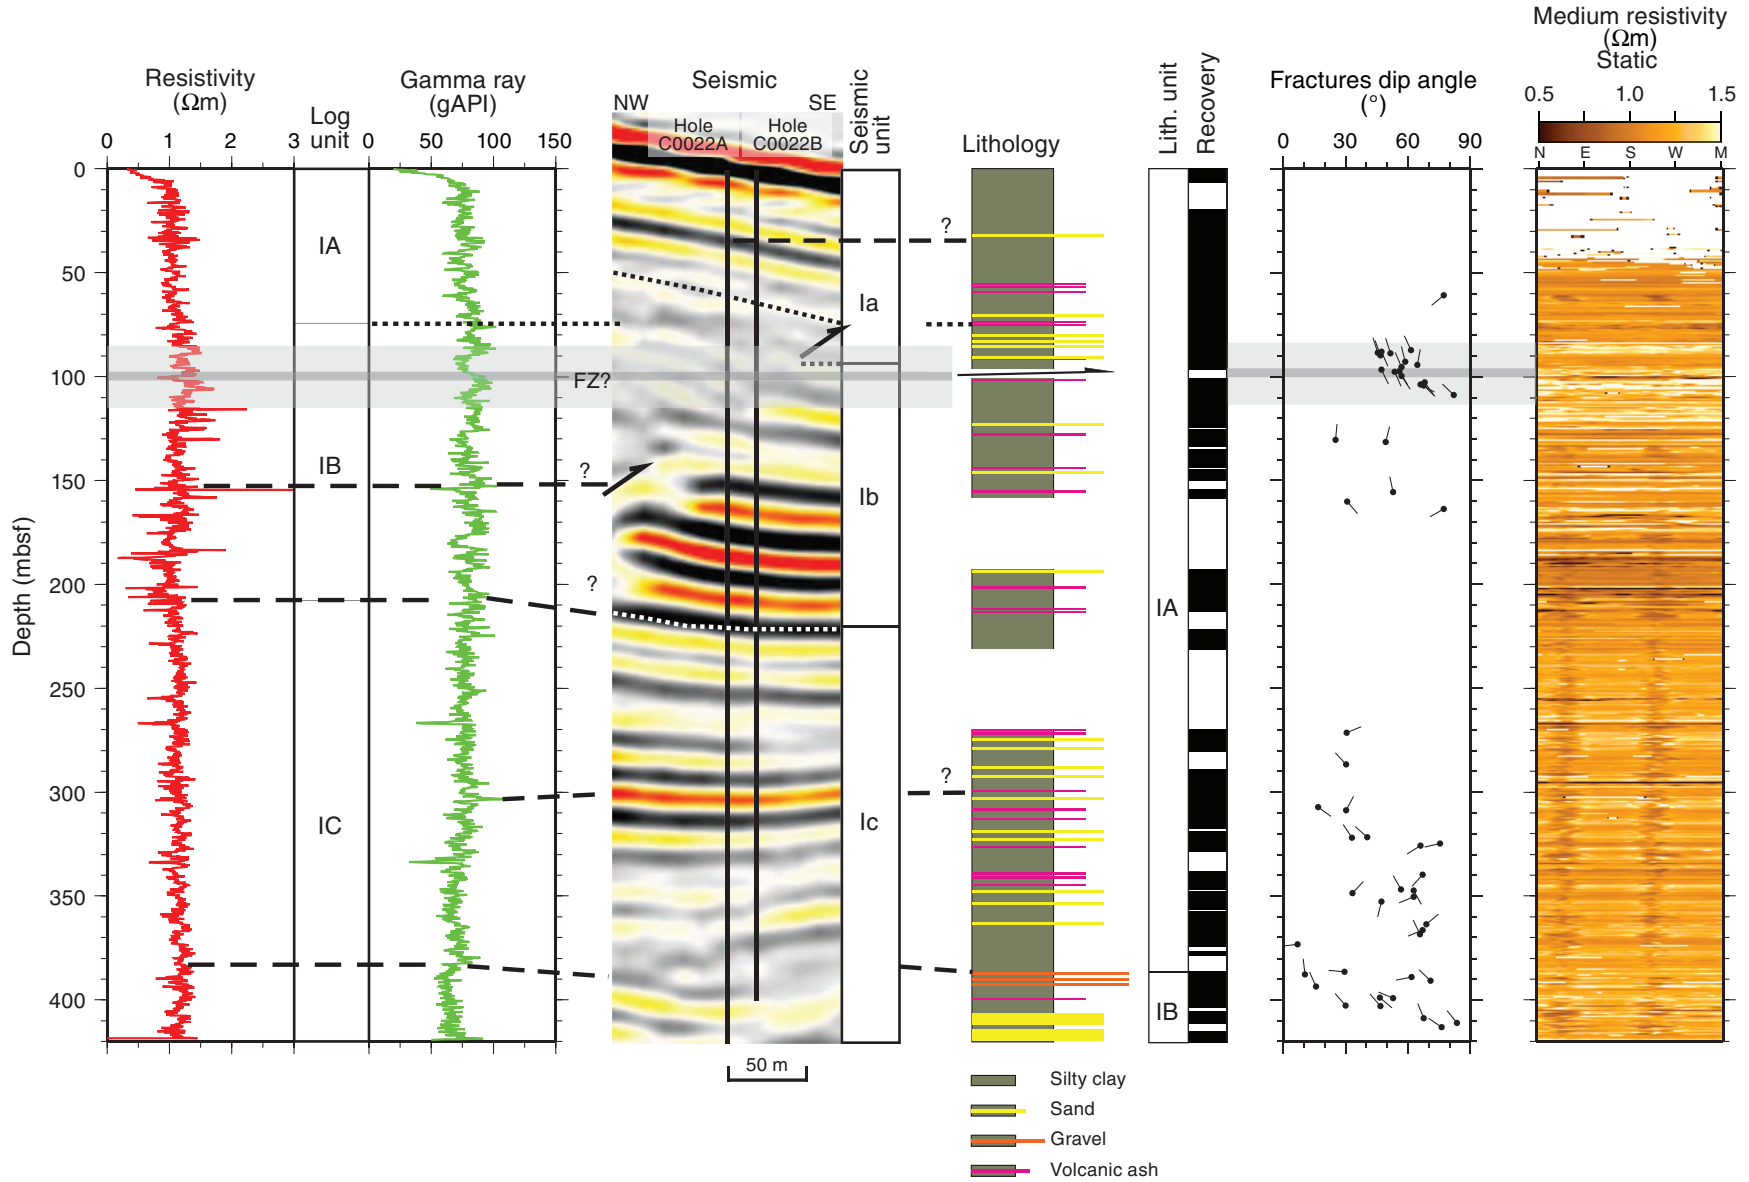 Medium resistivity
(Ωm)
Static
0.5 1.0 1.5
N E S W M
Resistivity
(Ωm)
0 1 2 3
Log
unit
Gamma ray
(gAPI)
0 50 100 150
Seismic
NW SE
Hole
C0022A
Hole
C0022B
Seismic
unit
Lithology
Lith. unit
Recovery
Fractures dip angle
(°)
0 30 60 90
Depth (mbsf)
0
50
100
150
200
250
300
350
400
IA
IB
IC
FZ?
?
?
?
?
Ia
Ib
Ic
IA
IB
50 m
Silty clay
Sand
Gravel
Volcanic ash